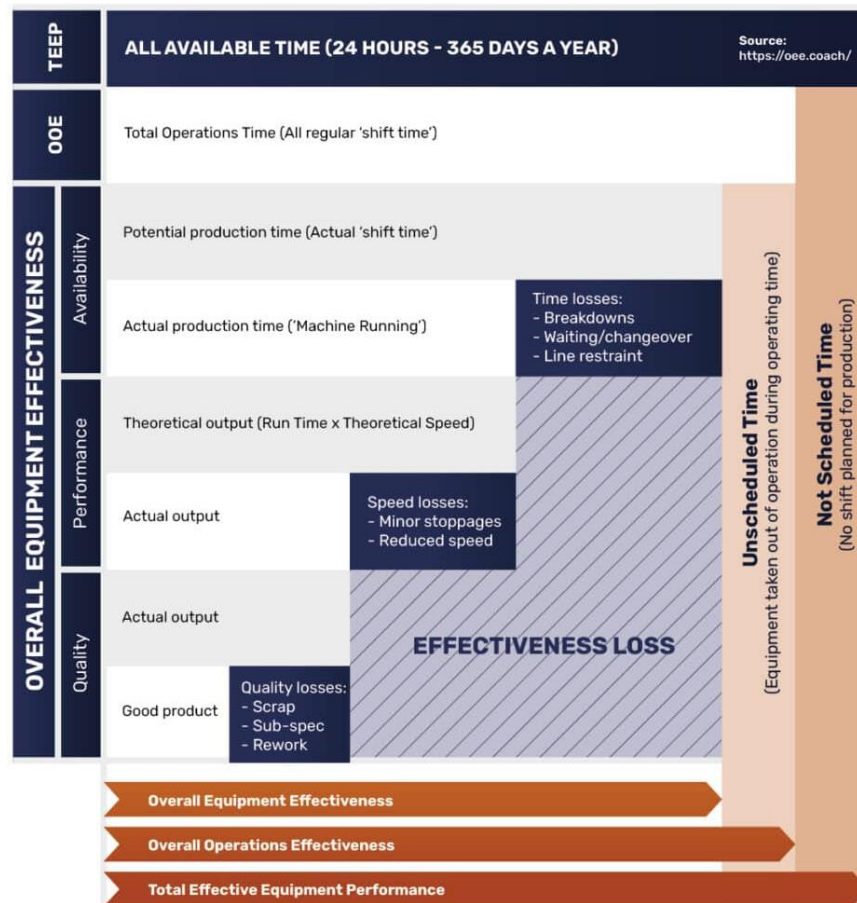 TEEP
ALL AVAILABLE TIME (24 HOURS - 365 DAYS A YEAR)
Source:
https://oee.coach/
OOE
Total Operations Time (All regular ‘shift time’)
OVERALL EQUIPMENT EFFECTIVENESS
Availability
Potential production time (Actual ‘shift time’)
Actual production time (‘Machine Running’)
Time losses:
- Breakdowns
- Waiting/changeover
- Line restraint
Performance
Theoretical output (Run Time x Theoretical Speed)
Actual output
Speed losses:
- Minor stoppages
- Reduced speed
Quality
Actual output
Good product
Quality losses:
- Scrap
- Sub-spec
- Rework
EFFECTIVENESS LOSS
Unscheduled Time
(Equipment taken out of operation during operating time)
Not Scheduled Time
(No shift planned for production)
Overall Equipment Effectiveness
Overall Operations Effectiveness
Total Effective Equipment Performance